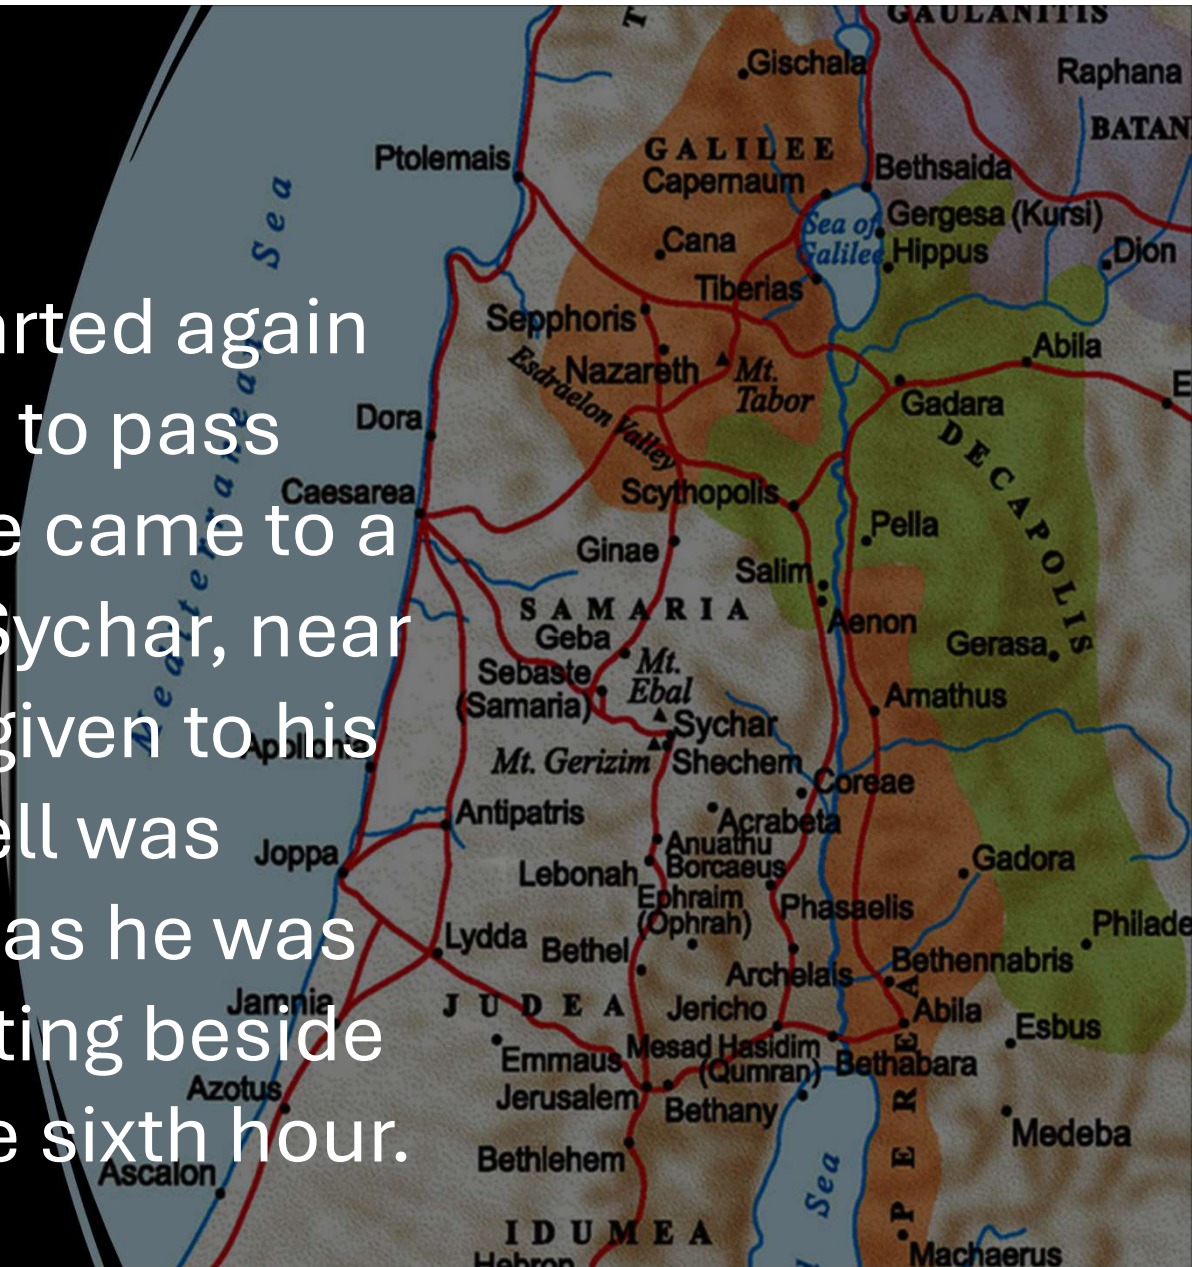 GAULANITIS
Gischala
Raphana
BATAN
GALILEE
Ptolemais
Capernaum
Bethsaida
Sea of
Galilee
Gergesa (Kursi)
Cana
Hippus
Dion
Tiberias
Sepphoris
Nazareth
Mt.
Tabor
Esdraelon Valley
Abila
E
Gadara
DECAPOLIS
Dora
Caesarea
Scythopolis
Pella
Ginae
Salim
SAMARIA
Aenon
Geba
Gerasa
Sebaste
(Samaria)
Mt.
Ebal
Amathus
Sychar
Mt. Gerizim
Shechem
Apollonia
Coreae
Antipatris
Acrabeta
Anuathu
Borcaeus
Joppa
Lebonah
Gadora
Ephraim
(Ophrah)
Phasaelis
Philade
Lydda
Bethel
Archelais
Bethennabris
Jamnia
JUDEA
Jericho
Abila
Esbus
Emmaus
Mesad Hasidim
(Qumran)
Bethabara
Azotus
Jerusalem
Bethany
Medeba
PEREA
Bethlehem
Ascalon
Sea
IDUMEA
Machaerus
Hebron
Mediterranean Sea
arted again
to pass
e came to a
Sychar, near
given to his
ell was
as he was
ting beside
e sixth hour.